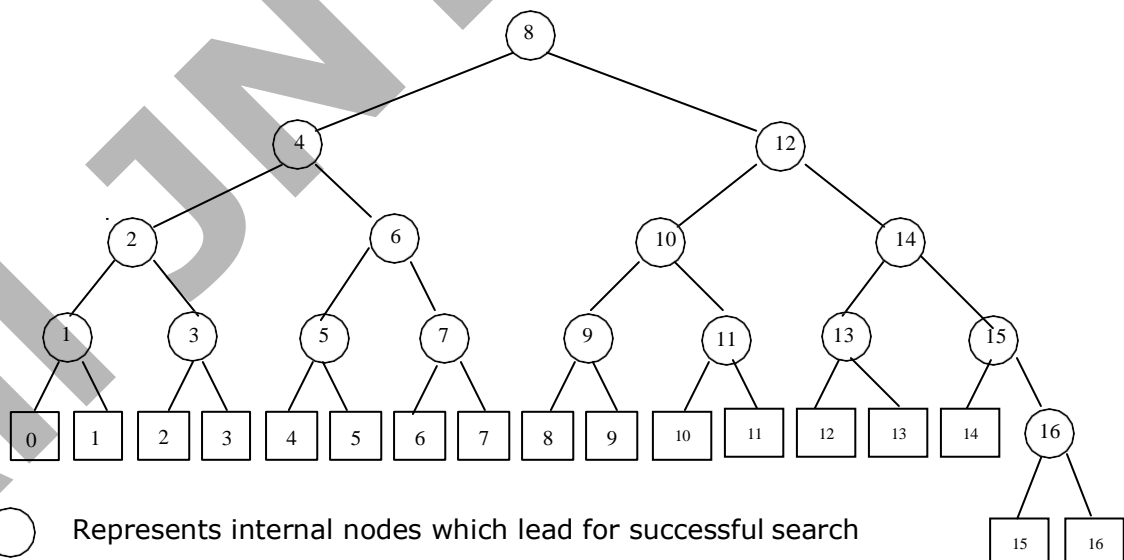 8
4 12
2 6 10 14
1 3 5 7 9 11 13 15
0 1 2 3 4 5 6 7 8 9 10 11 12 13 14 16
Represents internal nodes which lead for successful search
15 16